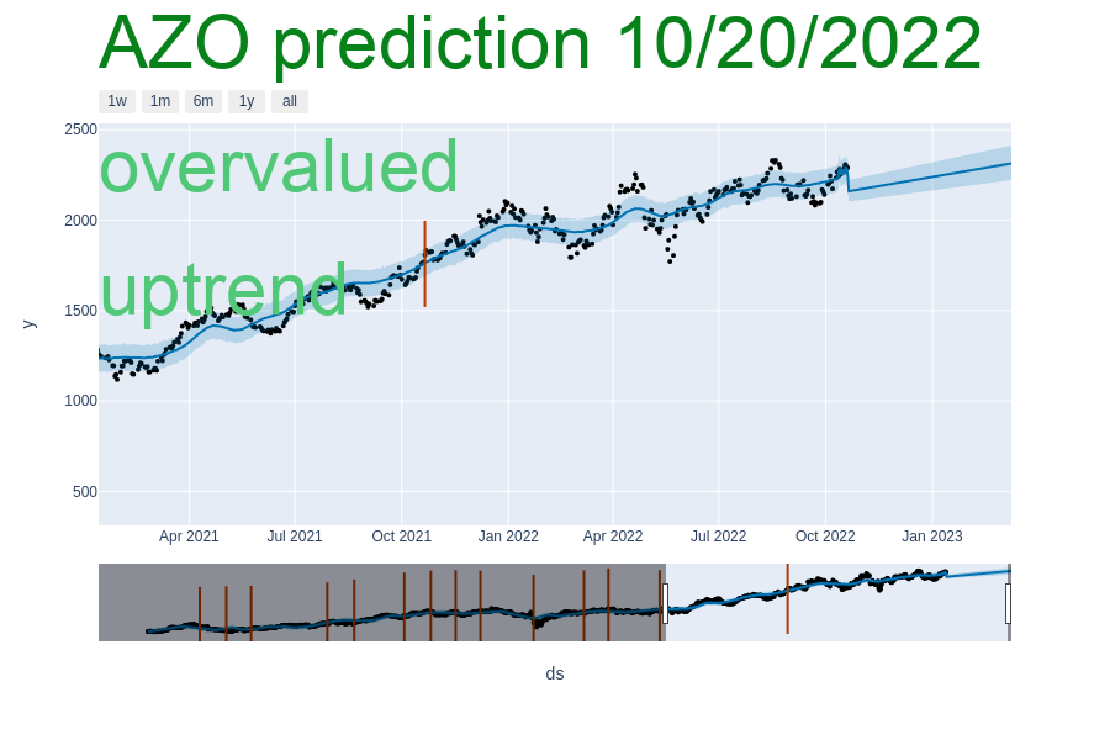 AZO prediction 10/20/2022
1w 1m 6m 1y all
2500
overvalued
2000
uptrend
1500
y
1000
500
Apr 2021 Jul 2021 Oct 2021 Jan 2022 Apr 2022 Jul 2022 Oct 2022 Jan 2023
ds